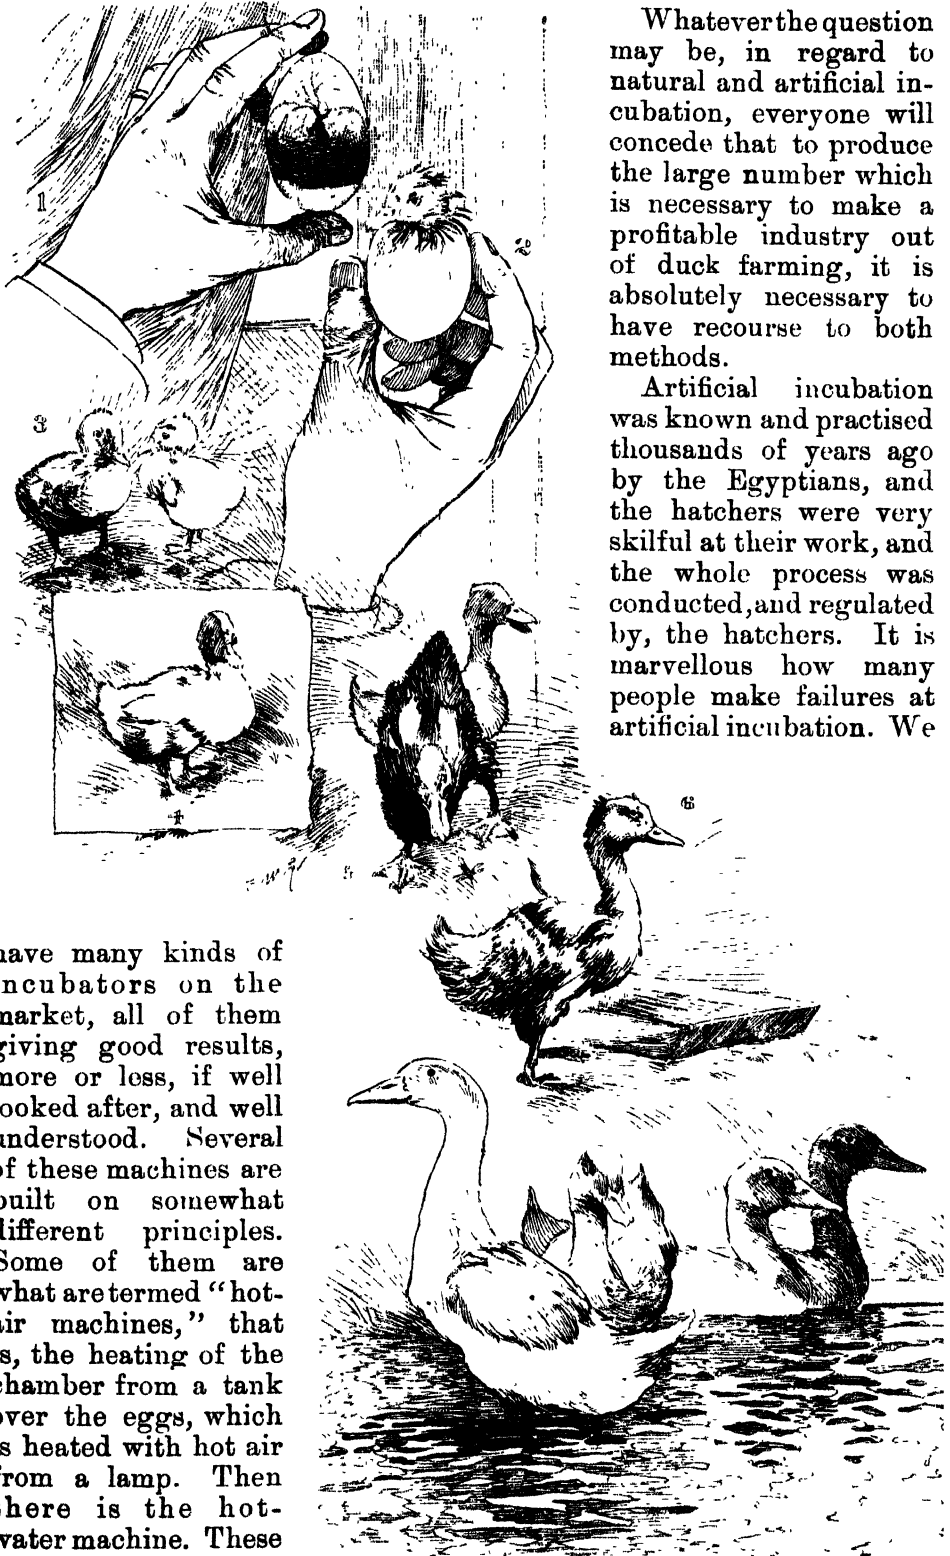 Whatever the question
may be, in regard to
natural and artificial in-
cubation, everyone will
concede that to produce
the large number which
is necessary to make a
profitable industry out
of duck farming, it is
absolutely necessary to
have recourse to both
methods.
Artificial incubation
was known and practised
thousands of years ago
by the Egyptians, and
the hatchers were very
skilful at their work, and
the whole process was
conducted, and regulated
by, the hatchers. It is
marvellous how many
people make failures at
artificial incubation. We
have many kinds of
incubators on the
market, all of them
giving good results,
more or less, if well
looked after, and well
understood. Several
of these machines are
built on somewhat
different principles.
Some of them are
what are termed "hot-
air machines," that
is, the heating of the
chamber from a tank
over the eggs, which
is heated with hot air
from a lamp. Then
there is the hot-
water machine. These
1
2
3
4
5
6